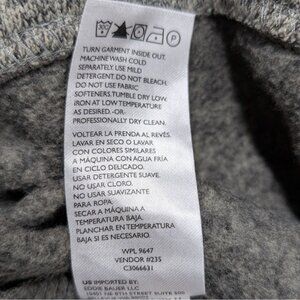 TURN GARMENT INSIDE OUT.
MACHINE WASH COLD
SEPARATELY. USE MILD
DETERGENT. DO NOT BLEACH.
DO NOT USE FABRIC
SOFTENERS. TUMBLE DRY LOW.
IRON AT LOW TEMPERATURE
AS DESIRED. -OR-
PROFESSIONALLY DRY CLEAN.
VOLTEAR LA PRENDA AL REVÉS.
LAVAR EN SECO O LAVAR
CON COLORES SIMILARES
A MÁQUINA CON AGUA FRÍA
EN CICLO DELICADO.
USAR DETERGENTE SUAVE.
NO USAR CLORO.
NO USAR SUAVIZANTE
PARA ROPA.
SECAR A MÁQUINA A
TEMPERATURA BAJA.
PLANCHAR EN TEMPERATURA
BAJA SI ES NECESARIO.
WPL 9647
VENDOR #235
C3066631
US IMPORTED BY:
EDDIE BAUER LLC